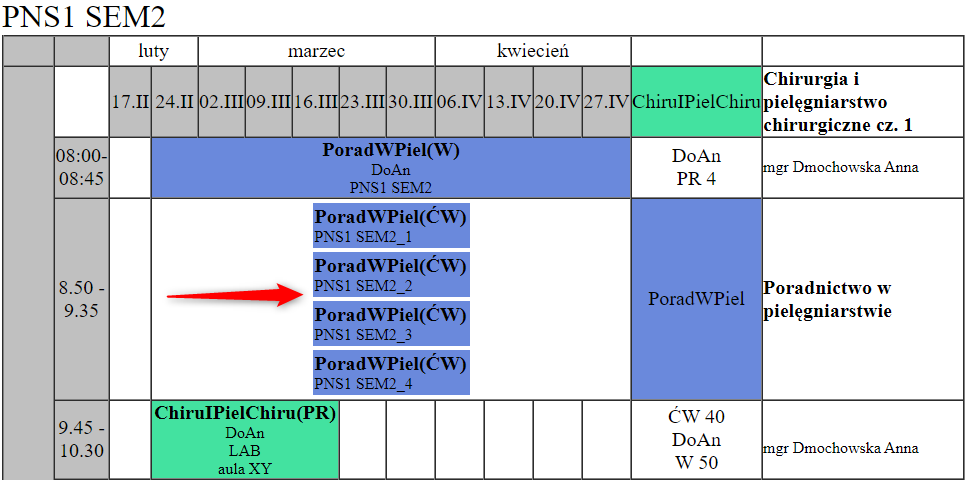 PNS1 SEM2
luty marzec kwiecień
17.II 24.II 02.III 09.III 16.III 23.III 30.III 06.IV 13.IV 20.IV 27.IV ChiruIPielChiru
Chirurgia i
pielęgniarstwo
chirurgiczne cz. 1
08:00-
08:45
PoradWPiel(W)
DoAn
PNS1 SEM2
DoAn
PR 4
mgr Dmochowska Anna
8.50 -
9.35
PoradWPiel(ĆW)
PNS1 SEM2_1
PoradWPiel(ĆW)
PNS1 SEM2_2
PoradWPiel(ĆW)
PNS1 SEM2_3
PoradWPiel(ĆW)
PNS1 SEM2_4
PoradWPiel
Poradnictwo w
pielęgniarstwie
9.45 -
10.30
ChiruIPielChiru(PR)
DoAn
LAB
aula XY
ĆW 40
DoAn
W 50
mgr Dmochowska Anna